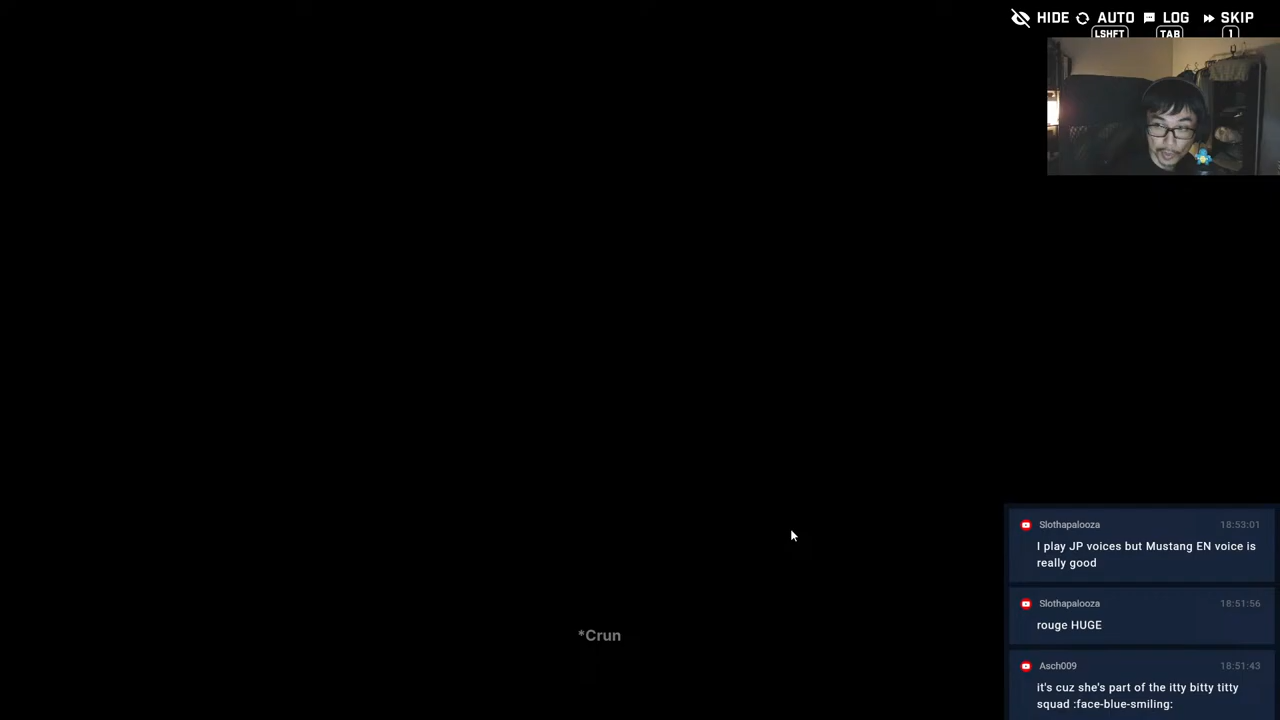 HIDE AUTO LOG SKIP
LSHFT TAB 1
*Crun
Slothapalooza 18:53:01
I play JP voices but Mustang EN voice is
really good
Slothapalooza 18:51:56
rouge HUGE
Asch009 18:51:43
it's cuz she's part of the itty bitty titty
squad :face-blue-smiling: